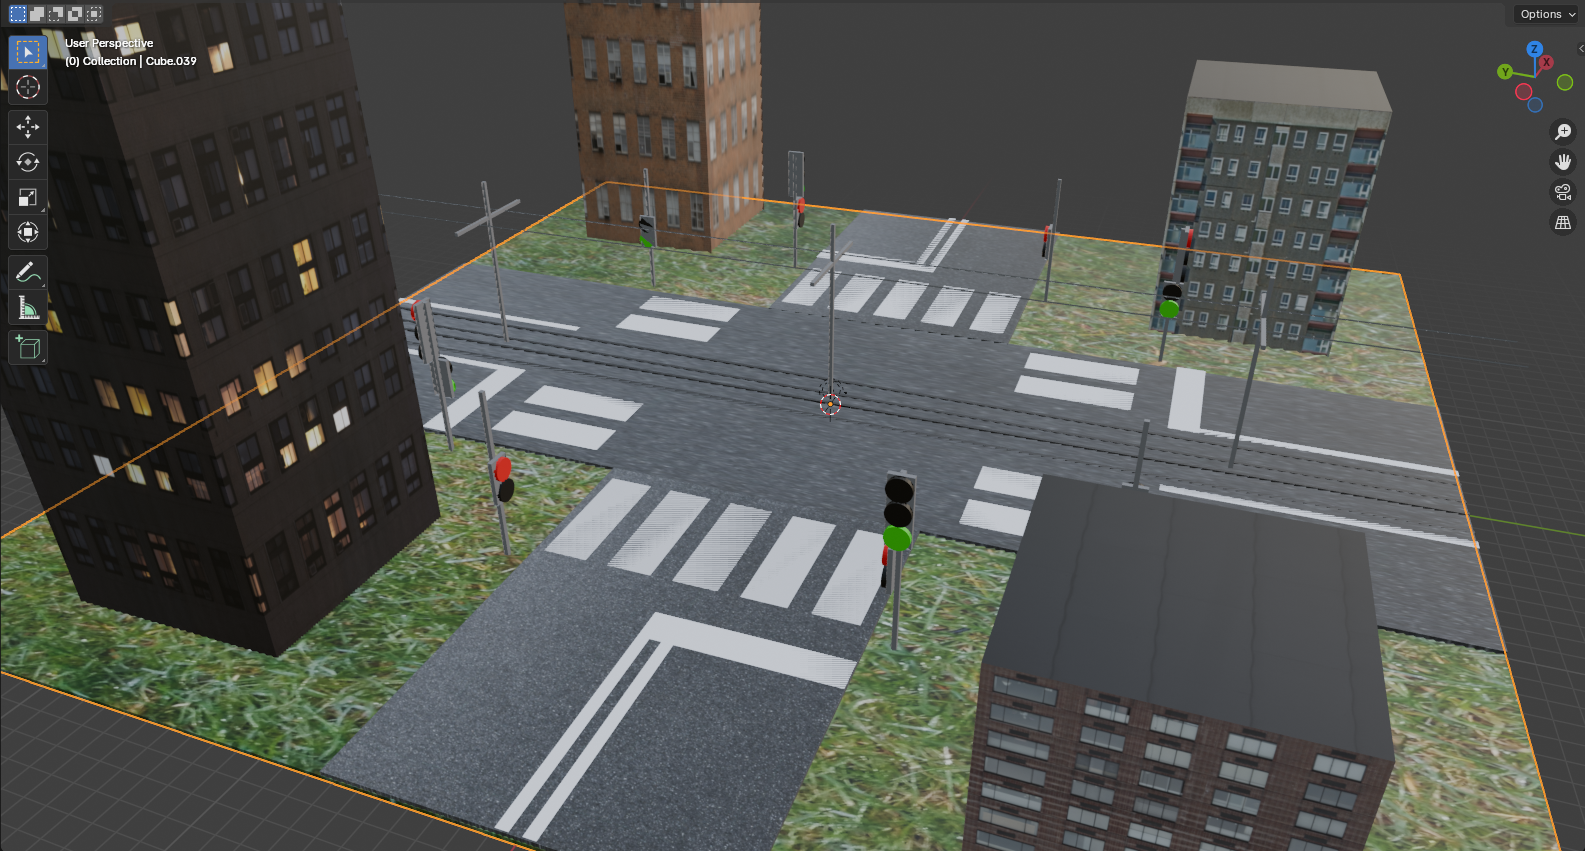 Options
User Perspective
(0) Collection | Cube.039
Z
X
Y